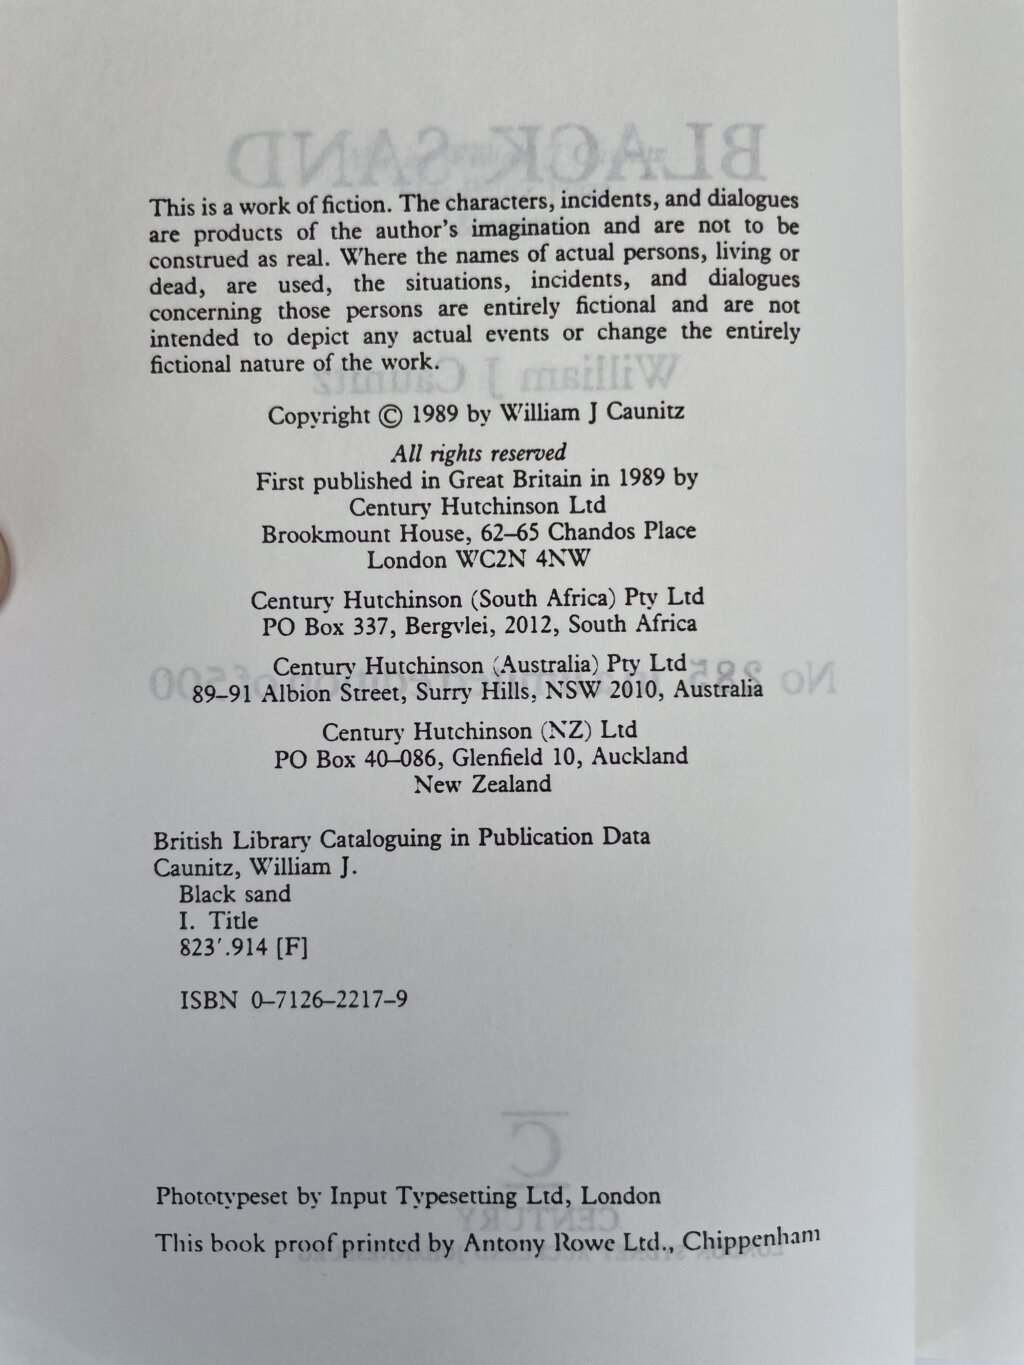 BLACK SAND
This is a work of fiction. The characters, incidents, and dialogues
are products of the author's imagination and are not to be
construed as real. Where the names of actual persons, living or
dead, are used, the situations, incidents, and dialogues
concerning those persons are entirely fictional and are not
intended to depict any actual events or change the entirely
fictional nature of the work.
William J Caunitz
Copyright © 1989 by William J Caunitz
All rights reserved
First published in Great Britain in 1989 by
Century Hutchinson Ltd
Brookmount House, 62–65 Chandos Place
London WC2N 4NW
Century Hutchinson (South Africa) Pty Ltd
PO Box 337, Bergvlei, 2012, South Africa
Century Hutchinson (Australia) Pty Ltd
No 285 500
89–91 Albion Street, Surry Hills, NSW 2010, Australia
Century Hutchinson (NZ) Ltd
PO Box 40–086, Glenfield 10, Auckland
New Zealand
British Library Cataloguing in Publication Data
Caunitz, William J.
Black sand
I. Title
823'.914 [F]
ISBN 0–7126–2217–9
C
Phototypeset by Input Typesetting Ltd, London
CENTURY
This book proof printed by Antony Rowe Ltd., Chippenham